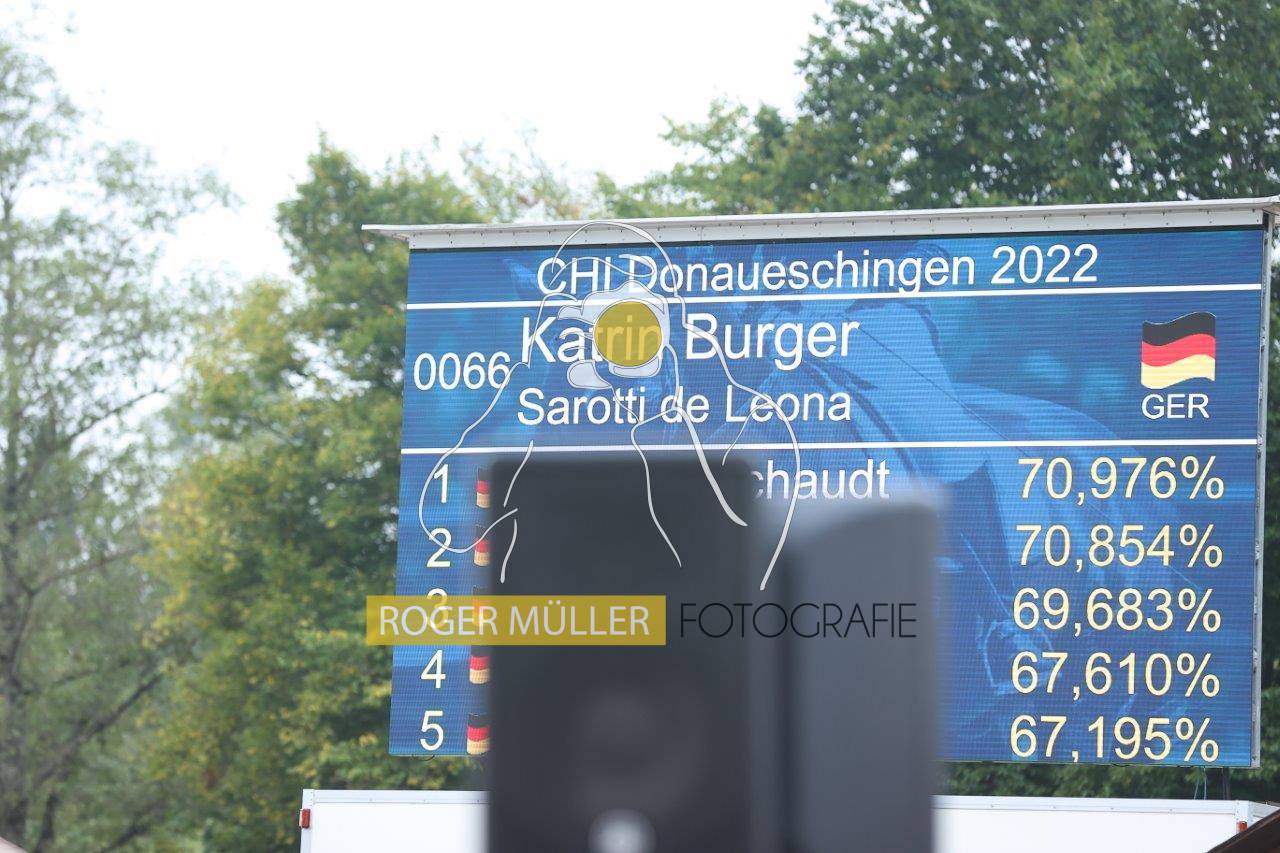 CHI Donaueschingen 2022
0066 Katrin Burger
Sarotti de Leona
GER
1 chaudt 70,976%
2 70,854%
3 69,683%
ROGER MÜLLER FOTOGRAFIE
4 67,610%
5 67,195%